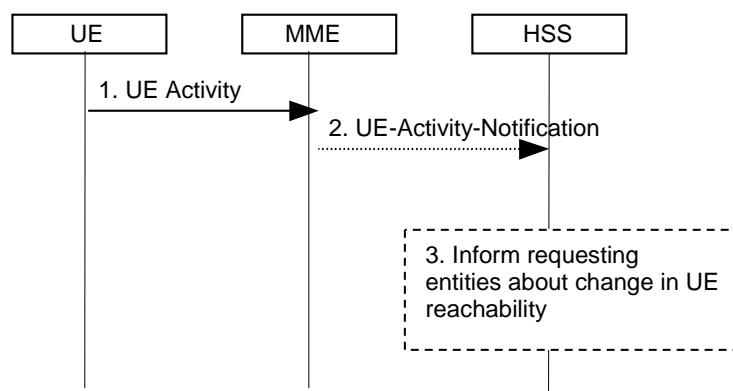 UE
MME
HSS
1. UE Activity
2. UE-Activity-Notification
3. Inform requesting
entities about change in UE
reachability